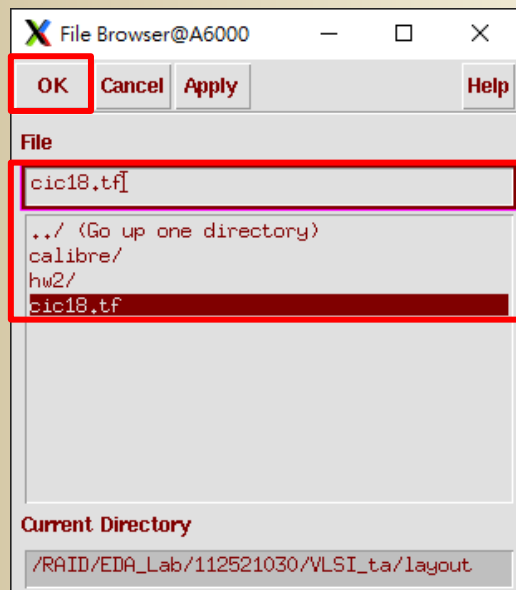 File Browser@A6000
OK Cancel Apply Help
File
cic18.tf
../ (Go up one directory)
calibre/
hw2/
cic18.tf
Current Directory
/RAID/EDA_Lab/112521030/VLSI_ta/layout